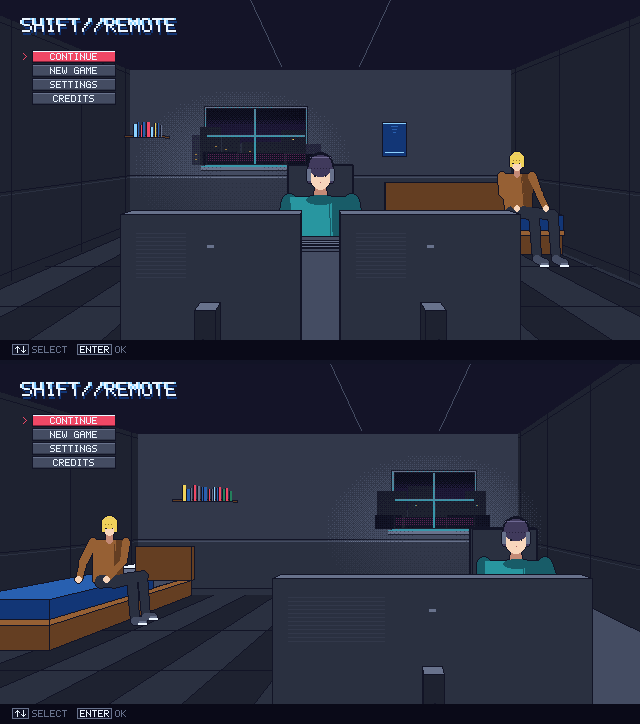 SHIFT//REMOTE
> CONTINUE
NEW GAME
SETTINGS
CREDITS
↑↓ SELECT ENTER OK
SHIFT//REMOTE
> CONTINUE
NEW GAME
SETTINGS
CREDITS
↑↓ SELECT ENTER OK